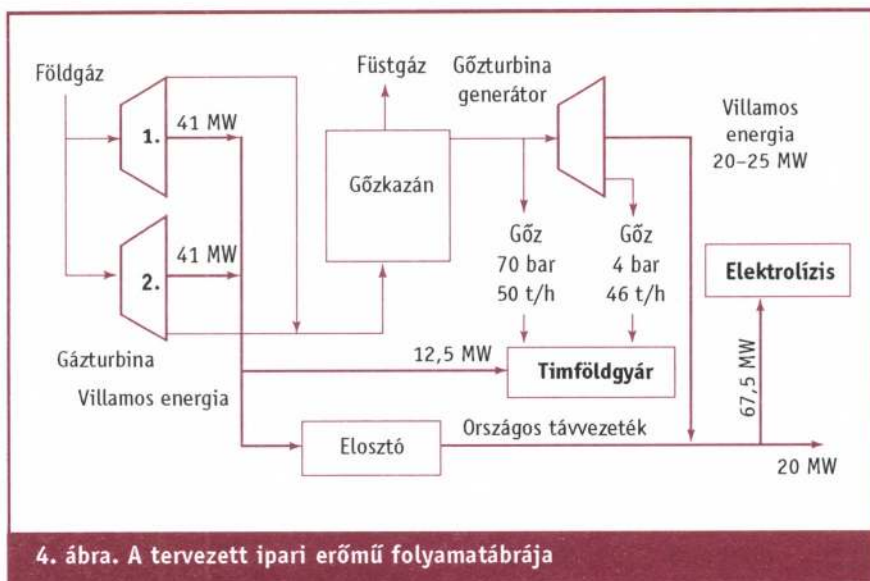 Földgáz
1.
41 MW
2.
41 MW
Gázturbina
Villamos energia
Füstgáz
Gőzkazán
Gőzturbina
generátor
Gőz
70 bar
50 t/h
Gőz
4 bar
46 t/h
Villamos
energia
20–25 MW
Elektrolízis
12,5 MW
Timföldgyár
67,5 MW
Elosztó
Országos távvezeték
20 MW
4. ábra. A tervezett ipari erőmű folyamatábrája